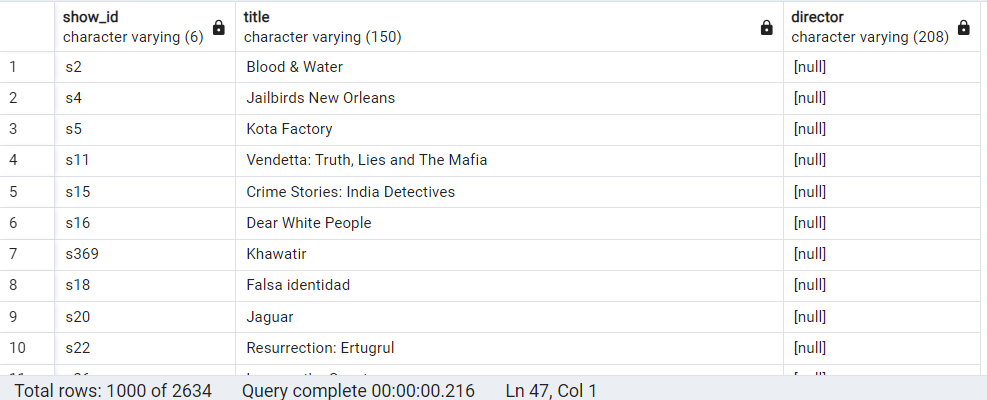 show_id title director
character varying (6) character varying (150) character varying (208)
1 s2 Blood & Water [null]
2 s4 Jailbirds New Orleans [null]
3 s5 Kota Factory [null]
4 s11 Vendetta: Truth, Lies and The Mafia [null]
5 s15 Crime Stories: India Detectives [null]
6 s16 Dear White People [null]
7 s369 Khawatir [null]
8 s18 Falsa identidad [null]
9 s20 Jaguar [null]
10 s22 Resurrection: Ertugrul [null]
Total rows: 1000 of 2634 Query complete 00:00:00.216 Ln 47, Col 1